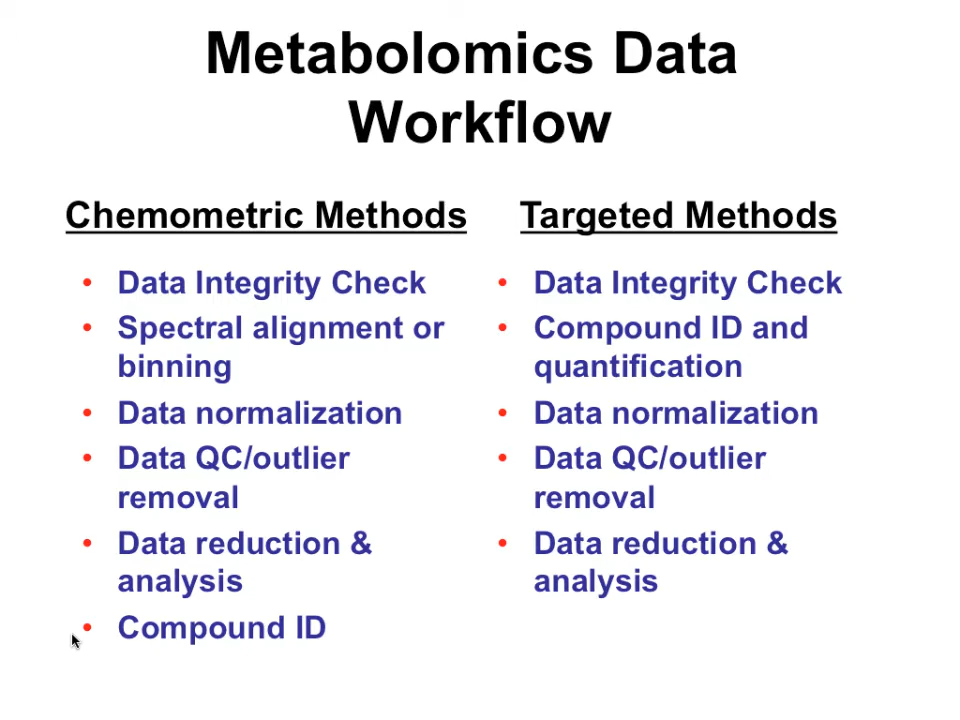 Metabolomics Data
Workflow
Chemometric Methods
• Data Integrity Check
• Spectral alignment or
binning
• Data normalization
• Data QC/outlier
removal
• Data reduction &
analysis
• Compound ID
Targeted Methods
• Data Integrity Check
• Compound ID and
quantification
• Data normalization
• Data QC/outlier
removal
• Data reduction &
analysis